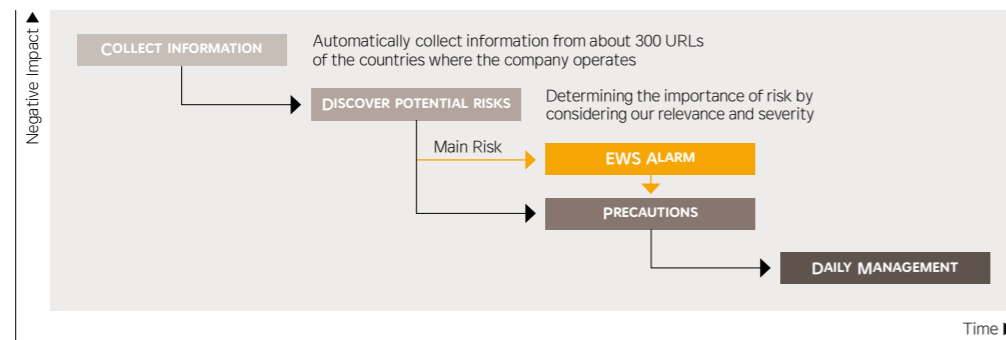 Negative Impact ▲
COLLECT INFORMATION
Automatically collect information from about 300 URLs
of the countries where the company operates
DISCOVER POTENTIAL RISKS
Determining the importance of risk by
considering our relevance and severity
Main Risk
EWS ALARM
PRECAUTIONS
DAILY MANAGEMENT
Time ▶